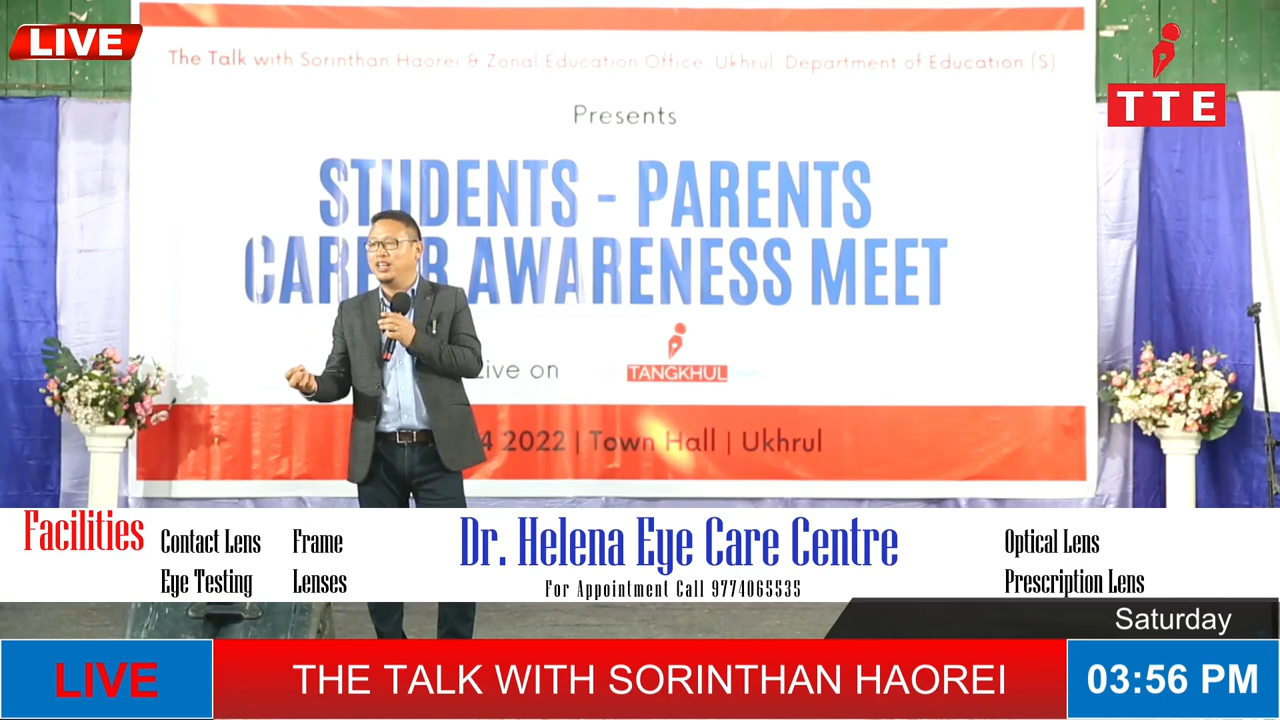 LIVE
The Talk with Sorinthan Haorei & Zonal Education Office Ukhrul Department of Education (S)
TTE
Presents
STUDENTS - PARENTS
CAREER AWARENESS MEET
Live on
TANGKHUL
4 2022 | Town Hall | Ukhrul
Facilities
Contact Lens
Frame
Eye Testing
Lenses
Dr. Helena Eye Care Centre
For Appointment Call 9774065535
Optical Lens
Prescription Lens
Saturday
LIVE
THE TALK WITH SORINTHAN HAOREI
03:56 PM